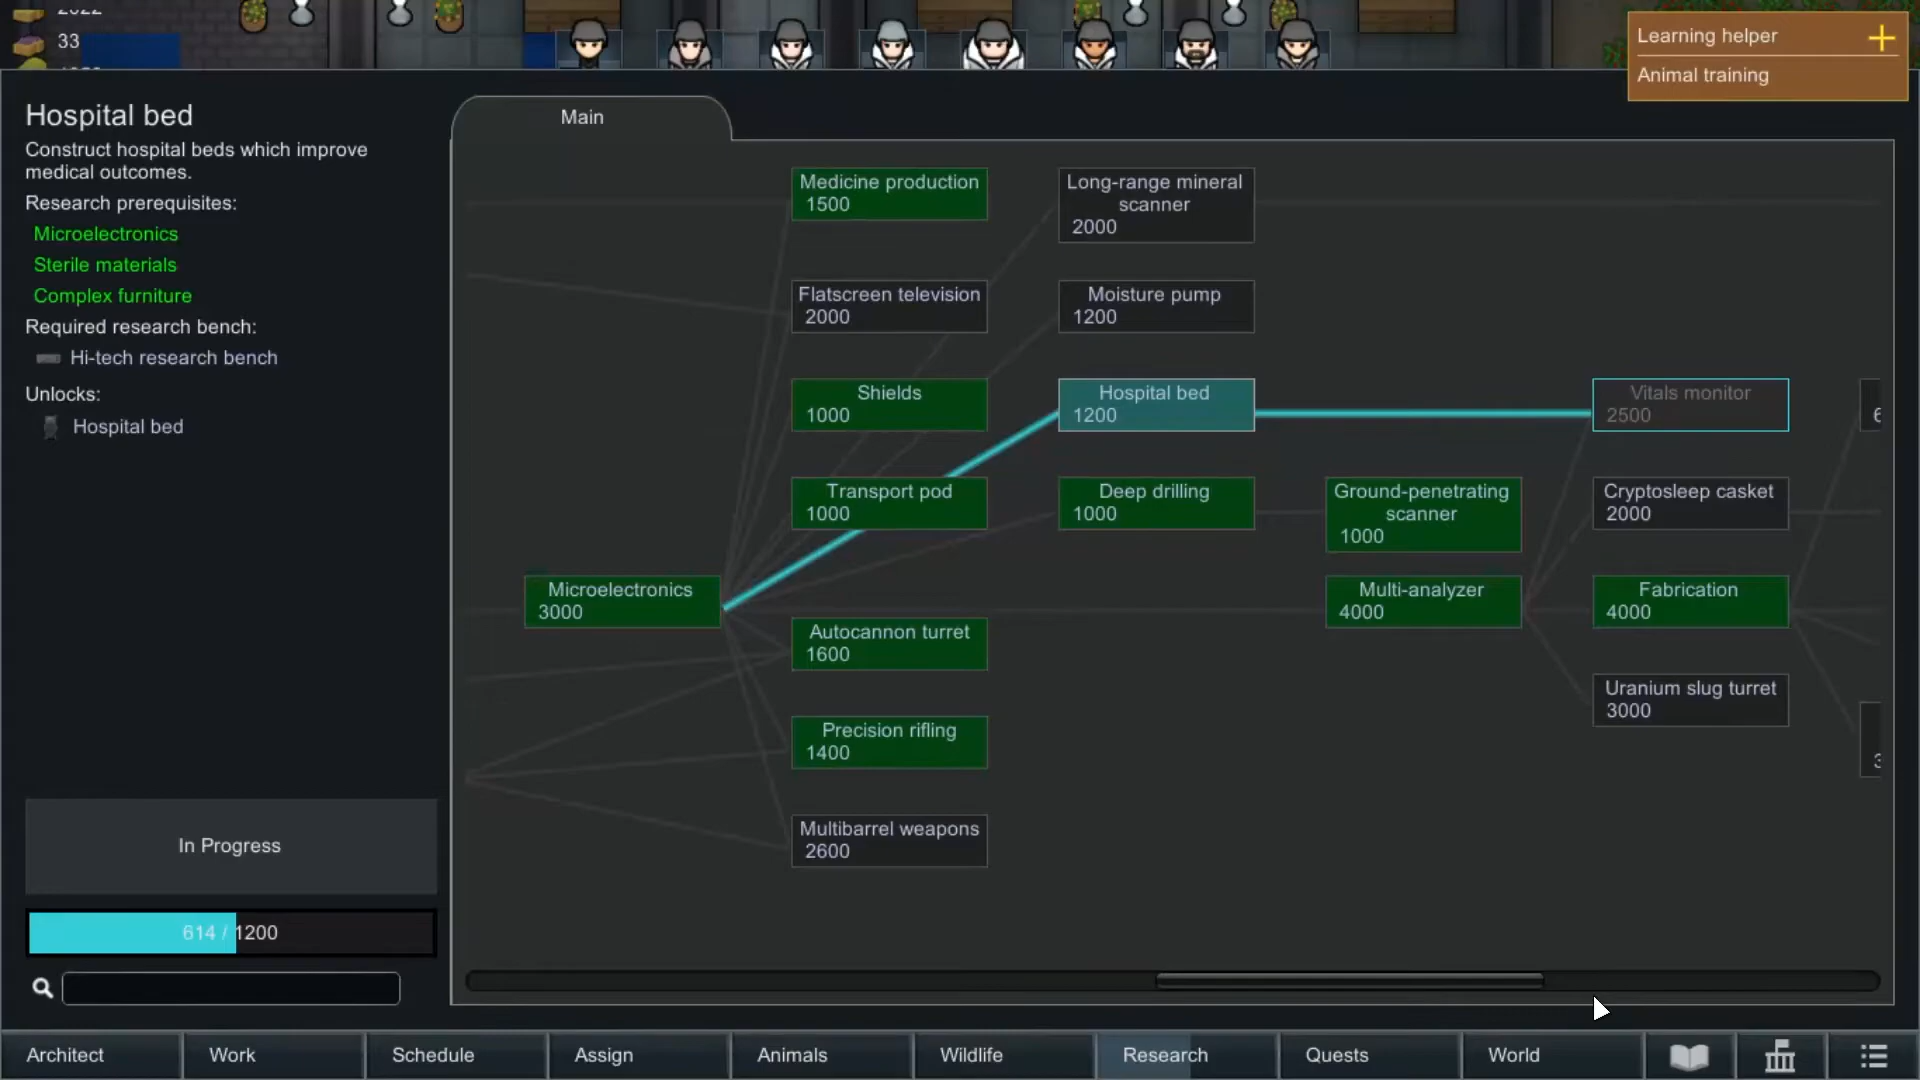 33
Learning helper
Animal training
Hospital bed
Construct hospital beds which improve
medical outcomes.
Research prerequisites:
Microelectronics
Sterile materials
Complex furniture
Required research bench:
Hi-tech research bench
Unlocks:
Hospital bed
In Progress
614 / 1200
Main
Medicine production
1500
Long-range mineral
scanner
2000
Flatscreen television
2000
Moisture pump
1200
Shields
1000
Hospital bed
1200
Vitals monitor
2500
Transport pod
1000
Deep drilling
1000
Ground-penetrating
scanner
1000
Cryptosleep casket
2000
Microelectronics
3000
Multi-analyzer
4000
Fabrication
4000
Autocannon turret
1600
Uranium slug turret
3000
Precision rifling
1400
Multibarrel weapons
2600
Architect
Work
Schedule
Assign
Animals
Wildlife
Research
Quests
World